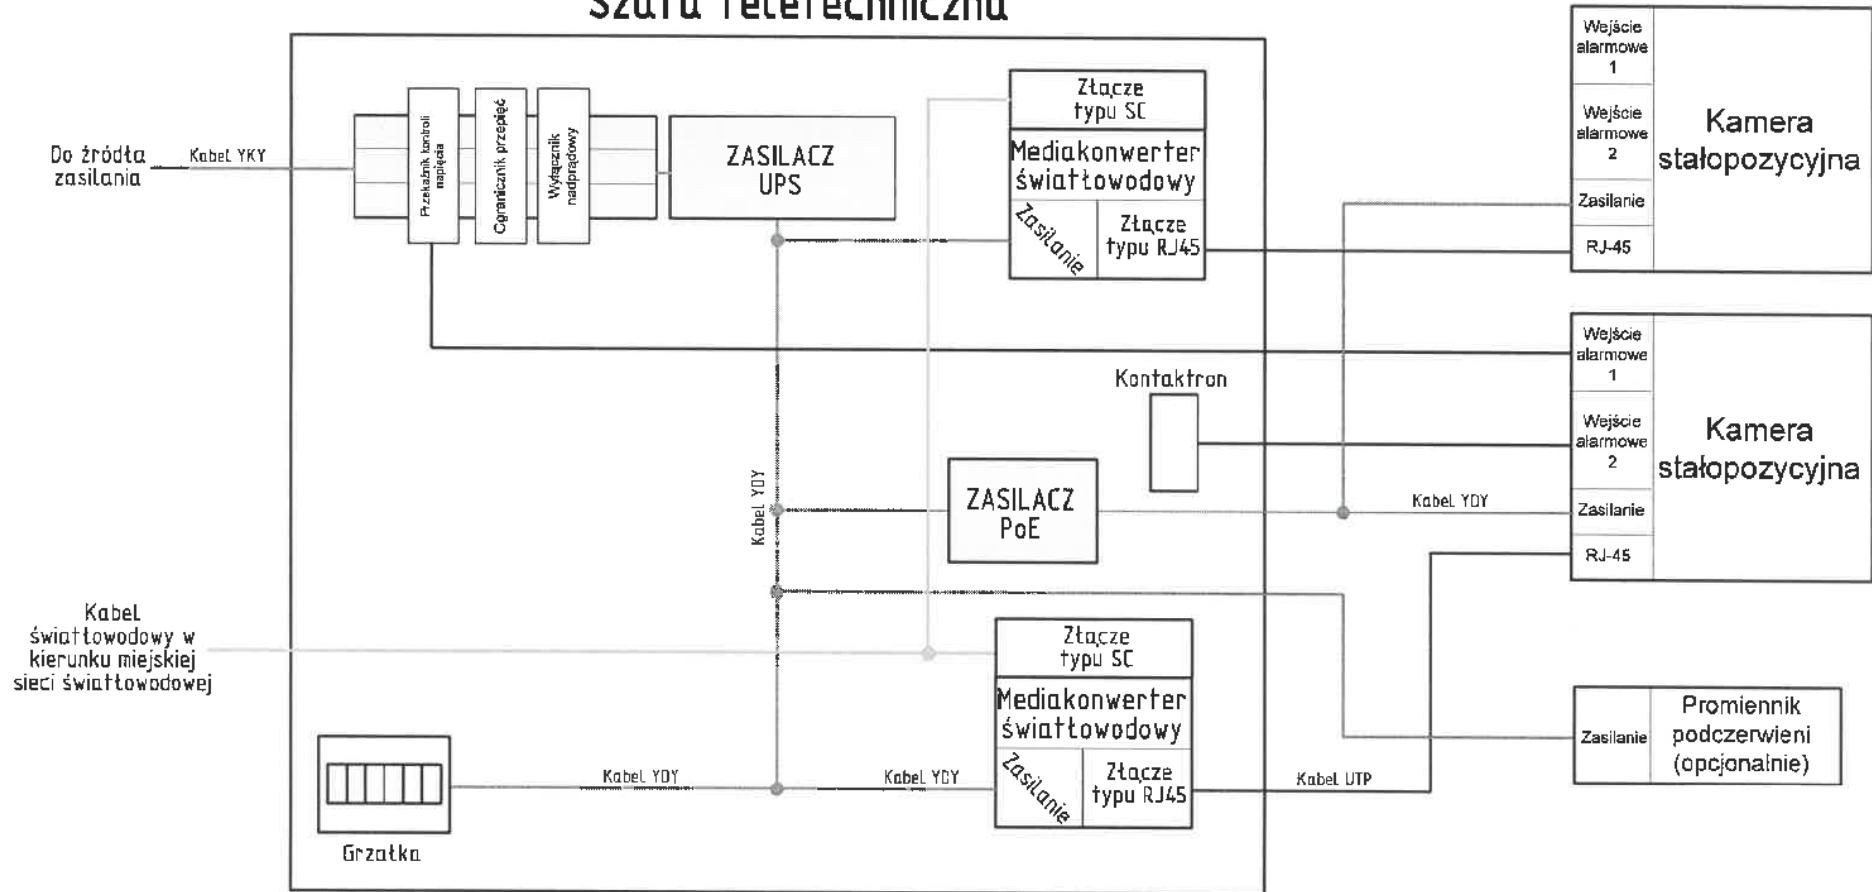 Szafa Teletechniczna
Do źródła
zasilania
Kabel YKY
Przekaźnik kontroli
napięcia
Ogranicznik przepięć
Wyłącznik
nadprądowy
ZASILACZ
UPS
Złącze
typu SC
Mediakonwerter
światłowodowy
Zasilanie
Złącze
typu RJ45
Wejście
alarmowe
1
Wejście
alarmowe
2
Zasilanie
RJ-45
Kamera
stałopozycyjna
Wejście
alarmowe
1
Wejście
alarmowe
2
Zasilanie
RJ-45
Kamera
stałopozycyjna
Kontaktron
Kabel YDY
ZASILACZ
PoE
Kabel YDY
Kabel
światłowodowy w
kierunku miejskiej
sieci światłowodowej
Złącze
typu SC
Mediakonwerter
światłowodowy
Zasilanie
Złącze
typu RJ45
Kabel YDY
Kabel YDY
Kabel UTP
Zasilanie
Promiennik
podczerwieni
(opcjonalnie)
Grzałka